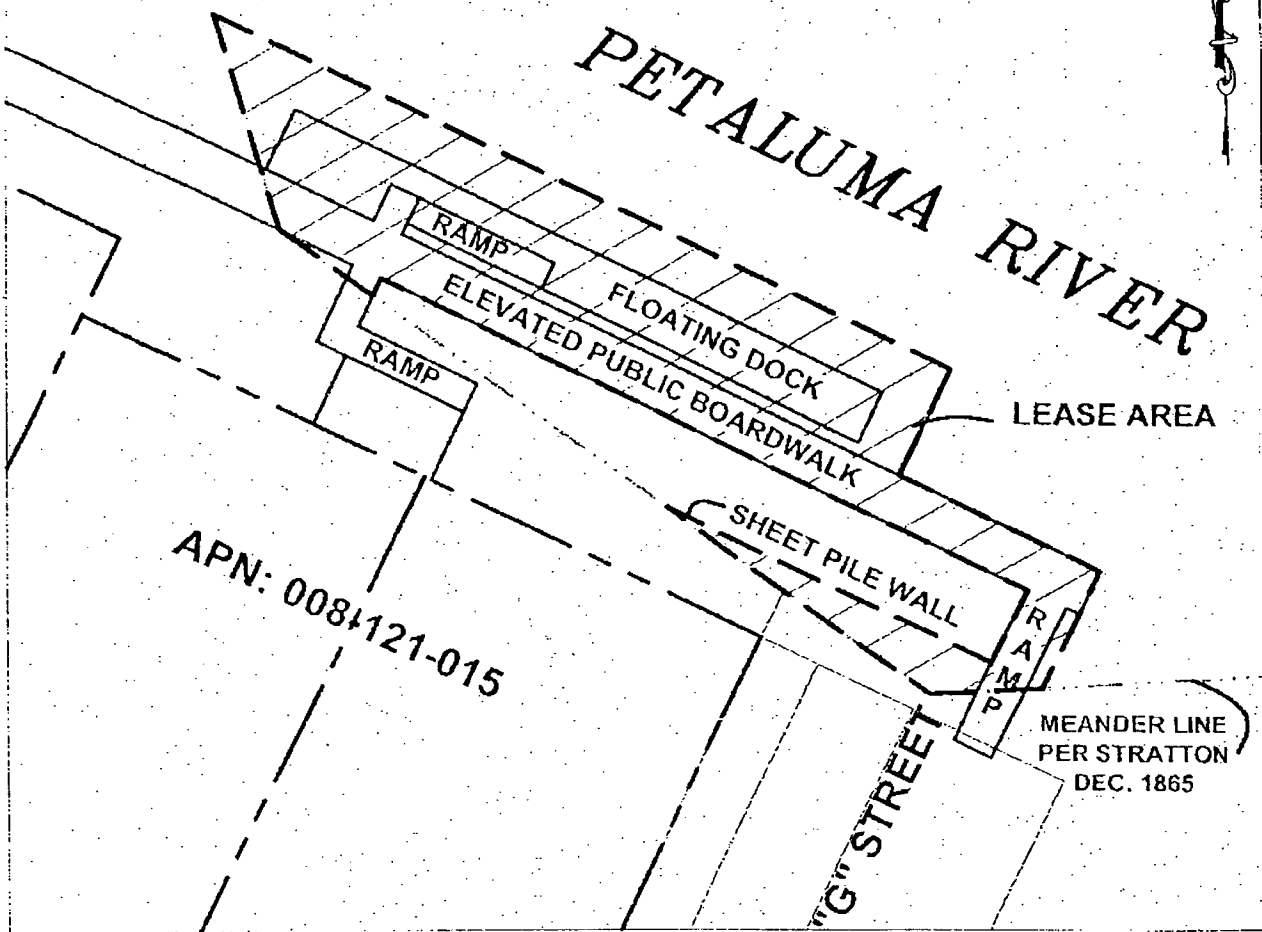 PETALUMA RIVER
RAMP
FLOATING DOCK
ELEVATED PUBLIC BOARDWALK
RAMP
LEASE AREA
SHEET PILE WALL
RAMP
APN: 008-121-015
MEANDER LINE
PER STRATTON
DEC. 1865
"G" STREET